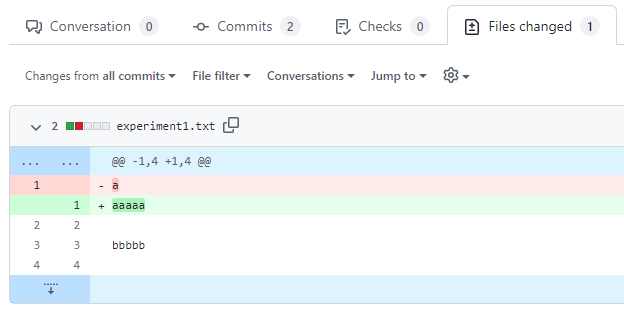 Conversation 0 Commits 2 Checks 0 Files changed 1
Changes from all commits File filter Conversations Jump to
2 experiment1.txt
... ... @@ -1,4 +1,4 @@
1 - a
1 + aaaaa
2 2
3 3 bbbbb
4 4